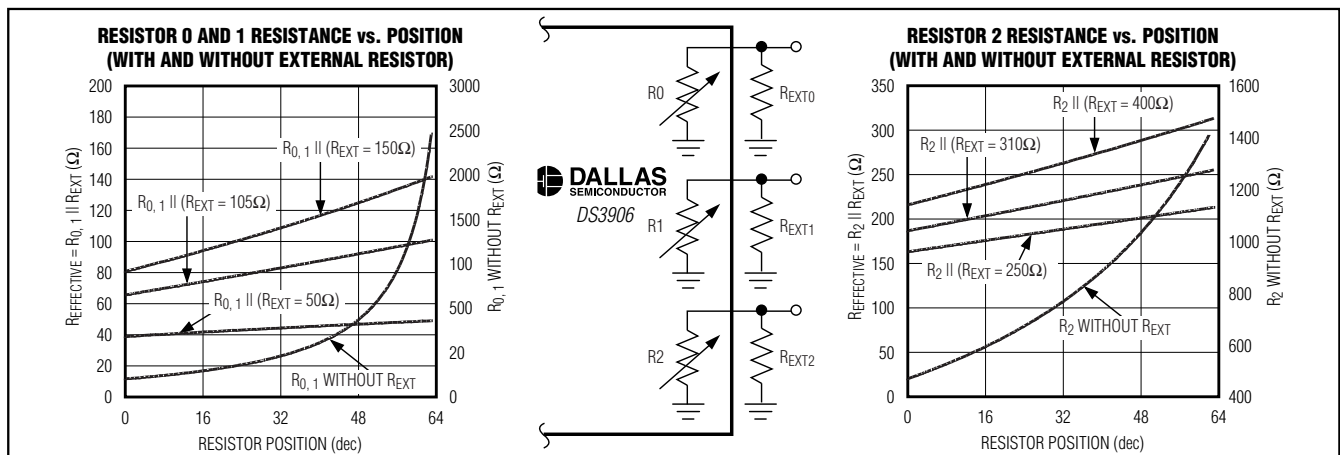 RESISTOR 0 AND 1 RESISTANCE vs. POSITION
(WITH AND WITHOUT EXTERNAL RESISTOR)
REFFECTIVE = R0, 1 || REXT (Ω)
200
180
160
140
120
100
80
60
40
20
0
R0, 1 || (REXT = 150Ω)
R0, 1 || (REXT = 105Ω)
R0, 1 || (REXT = 50Ω)
R0, 1 WITHOUT REXT
3000
2500
2000
1500
900
500
20
0
R0, 1 WITHOUT REXT (Ω)
0 16 32 48 64
RESISTOR POSITION (dec)
R0
REXT0
DALLAS
SEMICONDUCTOR
DS3906
R1
REXT1
R2
REXT2
RESISTOR 2 RESISTANCE vs. POSITION
(WITH AND WITHOUT EXTERNAL RESISTOR)
REFFECTIVE = R2 || REXT (Ω)
350
300
250
200
150
100
50
0
R2 || (REXT = 400Ω)
R2 || (REXT = 310Ω)
R2 || (REXT = 250Ω)
R2 WITHOUT REXT
1600
1400
1200
1000
800
600
400
R2 WITHOUT REXT (Ω)
0 16 32 48 64
RESISTOR POSITION (dec)